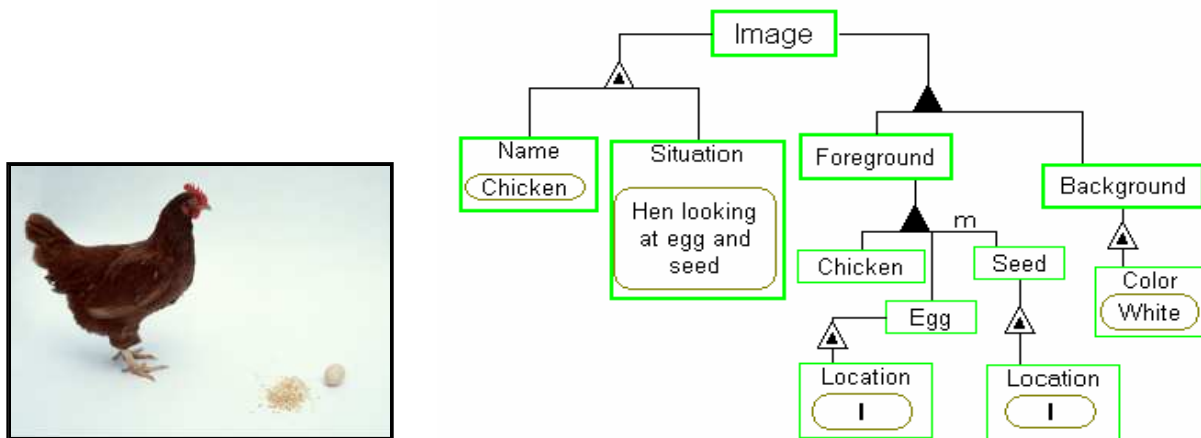 Image
Name
Chicken
Situation
Hen looking
at egg and
seed
Foreground
Background
m
Chicken
Seed
Egg
Color
White
Location
I
Location
I